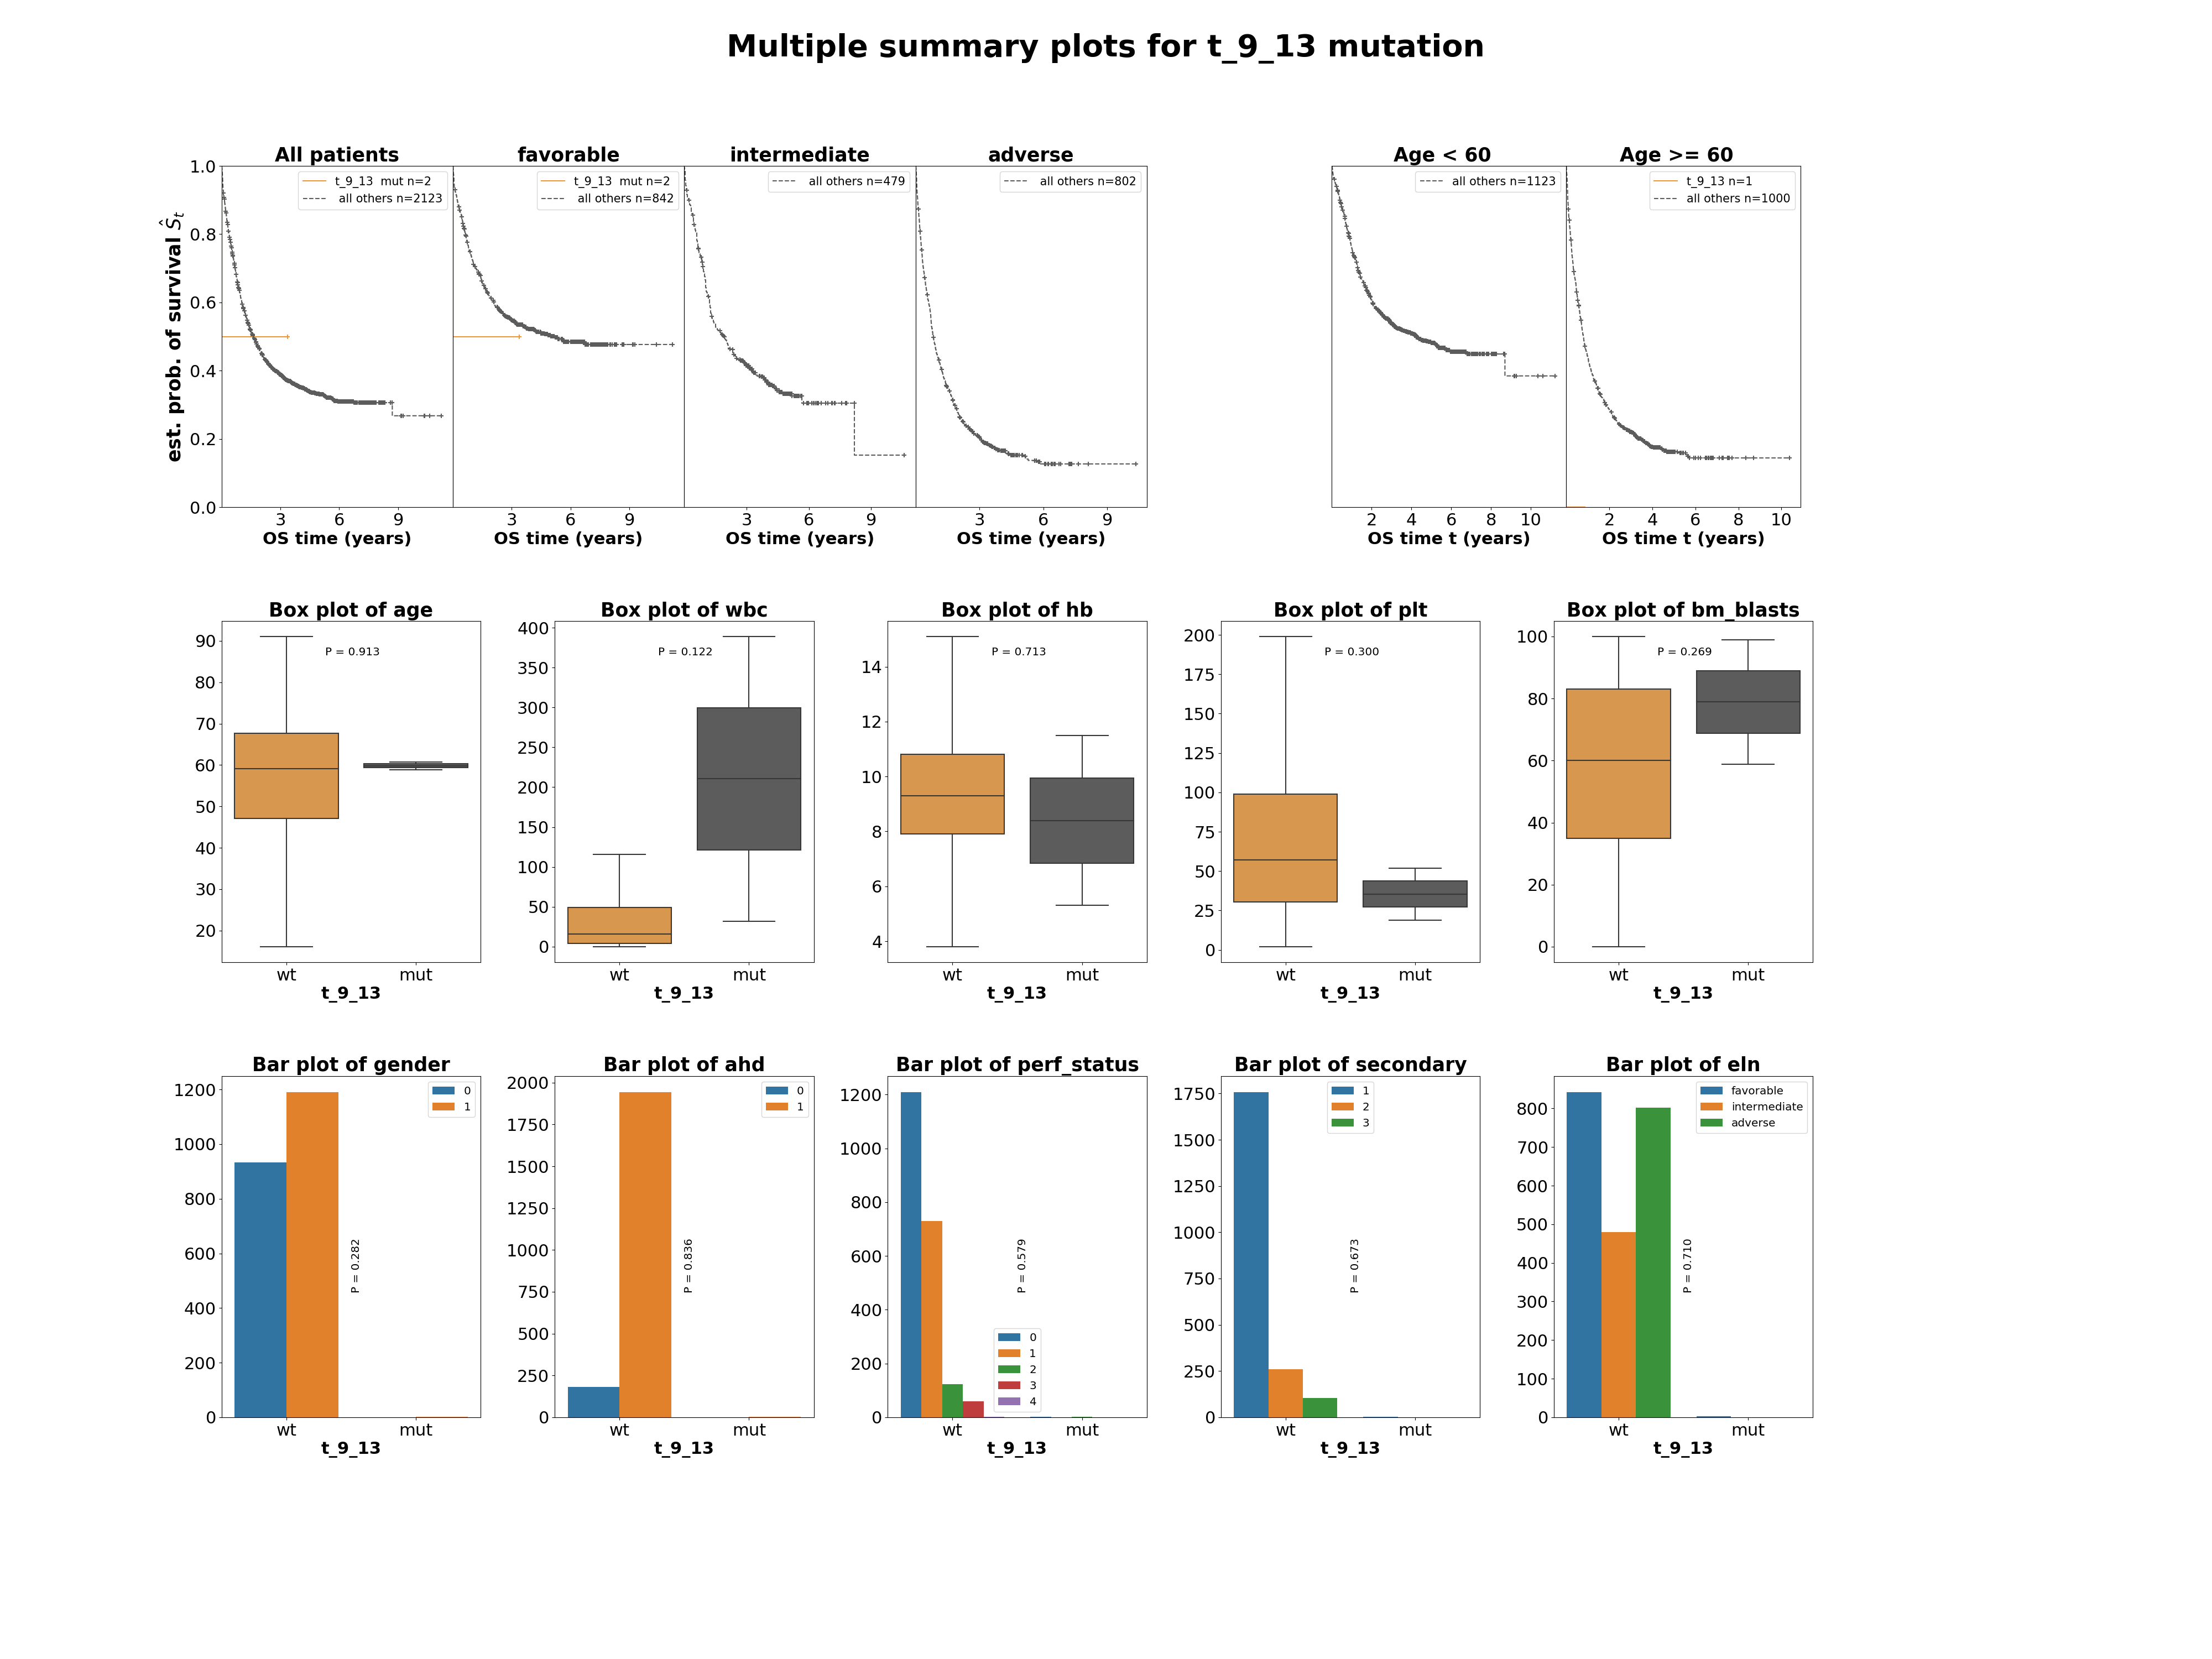 Multiple summary plots for t_9_13 mutation
All patients
favorable
intermediate
adverse
Age < 60
Age >= 60
est. prob. of survival Ŝt
1.0
0.8
0.6
0.4
0.2
0.0
t_9_13 mut n=2
all others n=2123
t_9_13 mut n=2
all others n=842
all others n=479
all others n=802
all others n=1123
t_9_13 n=1
all others n=1000
3 6 9
3 6 9
3 6 9
3 6 9
2 4 6 8 10
2 4 6 8 10
OS time (years)
OS time (years)
OS time (years)
OS time (years)
OS time t (years)
OS time t (years)
Box plot of age
90
80
70
60
50
40
30
20
P = 0.913
wt mut
t_9_13
Box plot of wbc
400
350
300
250
200
150
100
50
0
P = 0.122
wt mut
t_9_13
Box plot of hb
14
12
10
8
6
4
P = 0.713
wt mut
t_9_13
Box plot of plt
200
175
150
125
100
75
50
25
0
P = 0.300
wt mut
t_9_13
Box plot of bm_blasts
100
80
60
40
20
0
P = 0.269
wt mut
t_9_13
Bar plot of gender
1200
1000
800
600
400
200
0
0
1
P = 0.282
wt mut
t_9_13
Bar plot of ahd
2000
1750
1500
1250
1000
750
500
250
0
0
1
P = 0.836
wt mut
t_9_13
Bar plot of perf_status
1200
1000
800
600
400
200
0
P = 0.579
0
1
2
3
4
wt mut
t_9_13
Bar plot of secondary
1750
1500
1250
1000
750
500
250
0
1
2
3
P = 0.673
wt mut
t_9_13
Bar plot of eln
800
700
600
500
400
300
200
100
0
favorable
intermediate
adverse
P = 0.710
wt mut
t_9_13